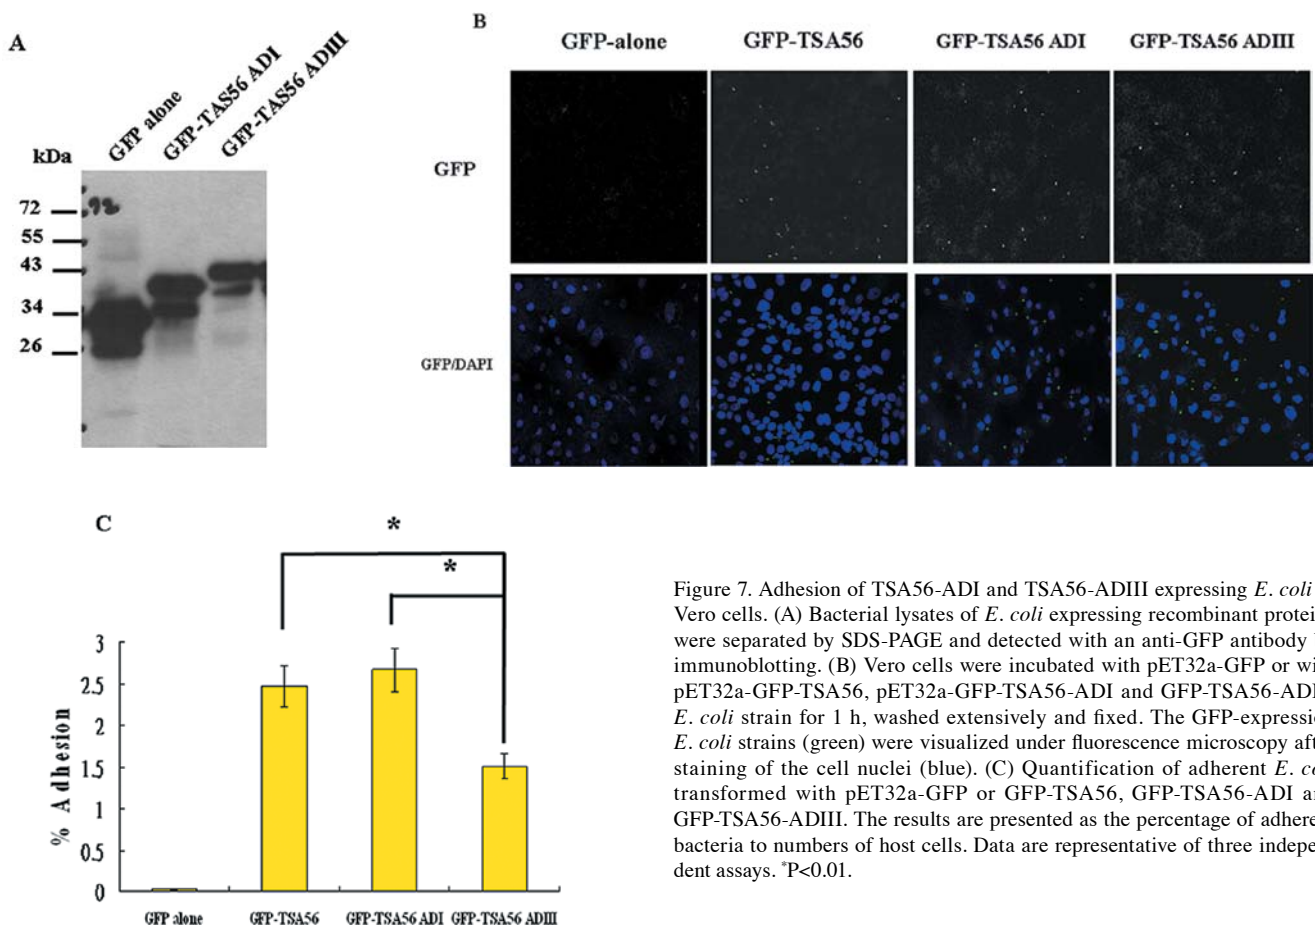 A
GFP alone
GFP-TAS56 ADI
GFP-TAS56 ADIII
kDa
72
55
43
34
26
B
GFP-alone
GFP-TSA56
GFP-TSA56 ADI
GFP-TSA56 ADIII
GFP
GFP/DAPI
C
*
*
% Adhesion
3
2.5
2
1.5
1
0.5
0
GFP alone
GFP-TSA56
GFP-TSA56 ADI
GFP-TSA56 ADIII
Figure 7. Adhesion of TSA56-ADI and TSA56-ADIII expressing E. coli
Vero cells. (A) Bacterial lysates of E. coli expressing recombinant protein
were separated by SDS-PAGE and detected with an anti-GFP antibody
immunoblotting. (B) Vero cells were incubated with pET32a-GFP or wi
pET32a-GFP-TSA56, pET32a-GFP-TSA56-ADI and GFP-TSA56-ADI
E. coli strain for 1 h, washed extensively and fixed. The GFP-expressio
E. coli strains (green) were visualized under fluorescence microscopy aft
staining of the cell nuclei (blue). (C) Quantification of adherent E. co
transformed with pET32a-GFP or GFP-TSA56, GFP-TSA56-ADI an
GFP-TSA56-ADIII. The results are presented as the percentage of adhere
bacteria to numbers of host cells. Data are representative of three indepe
dent assays. *P<0.01.